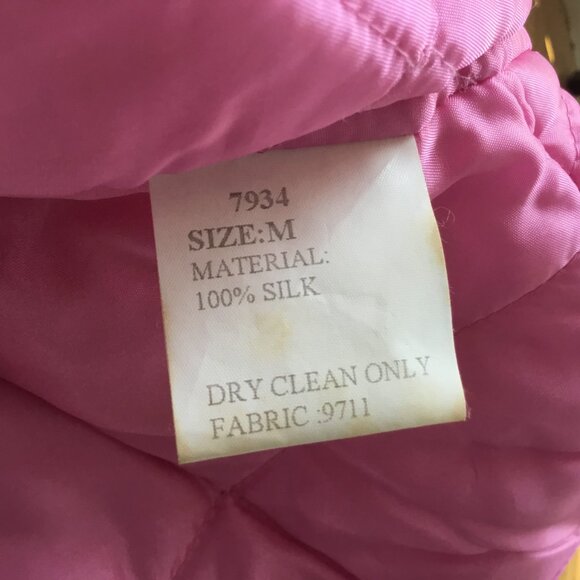 7934
SIZE:M
MATERIAL:
100% SILK
DRY CLEAN ONLY
FABRIC :9711